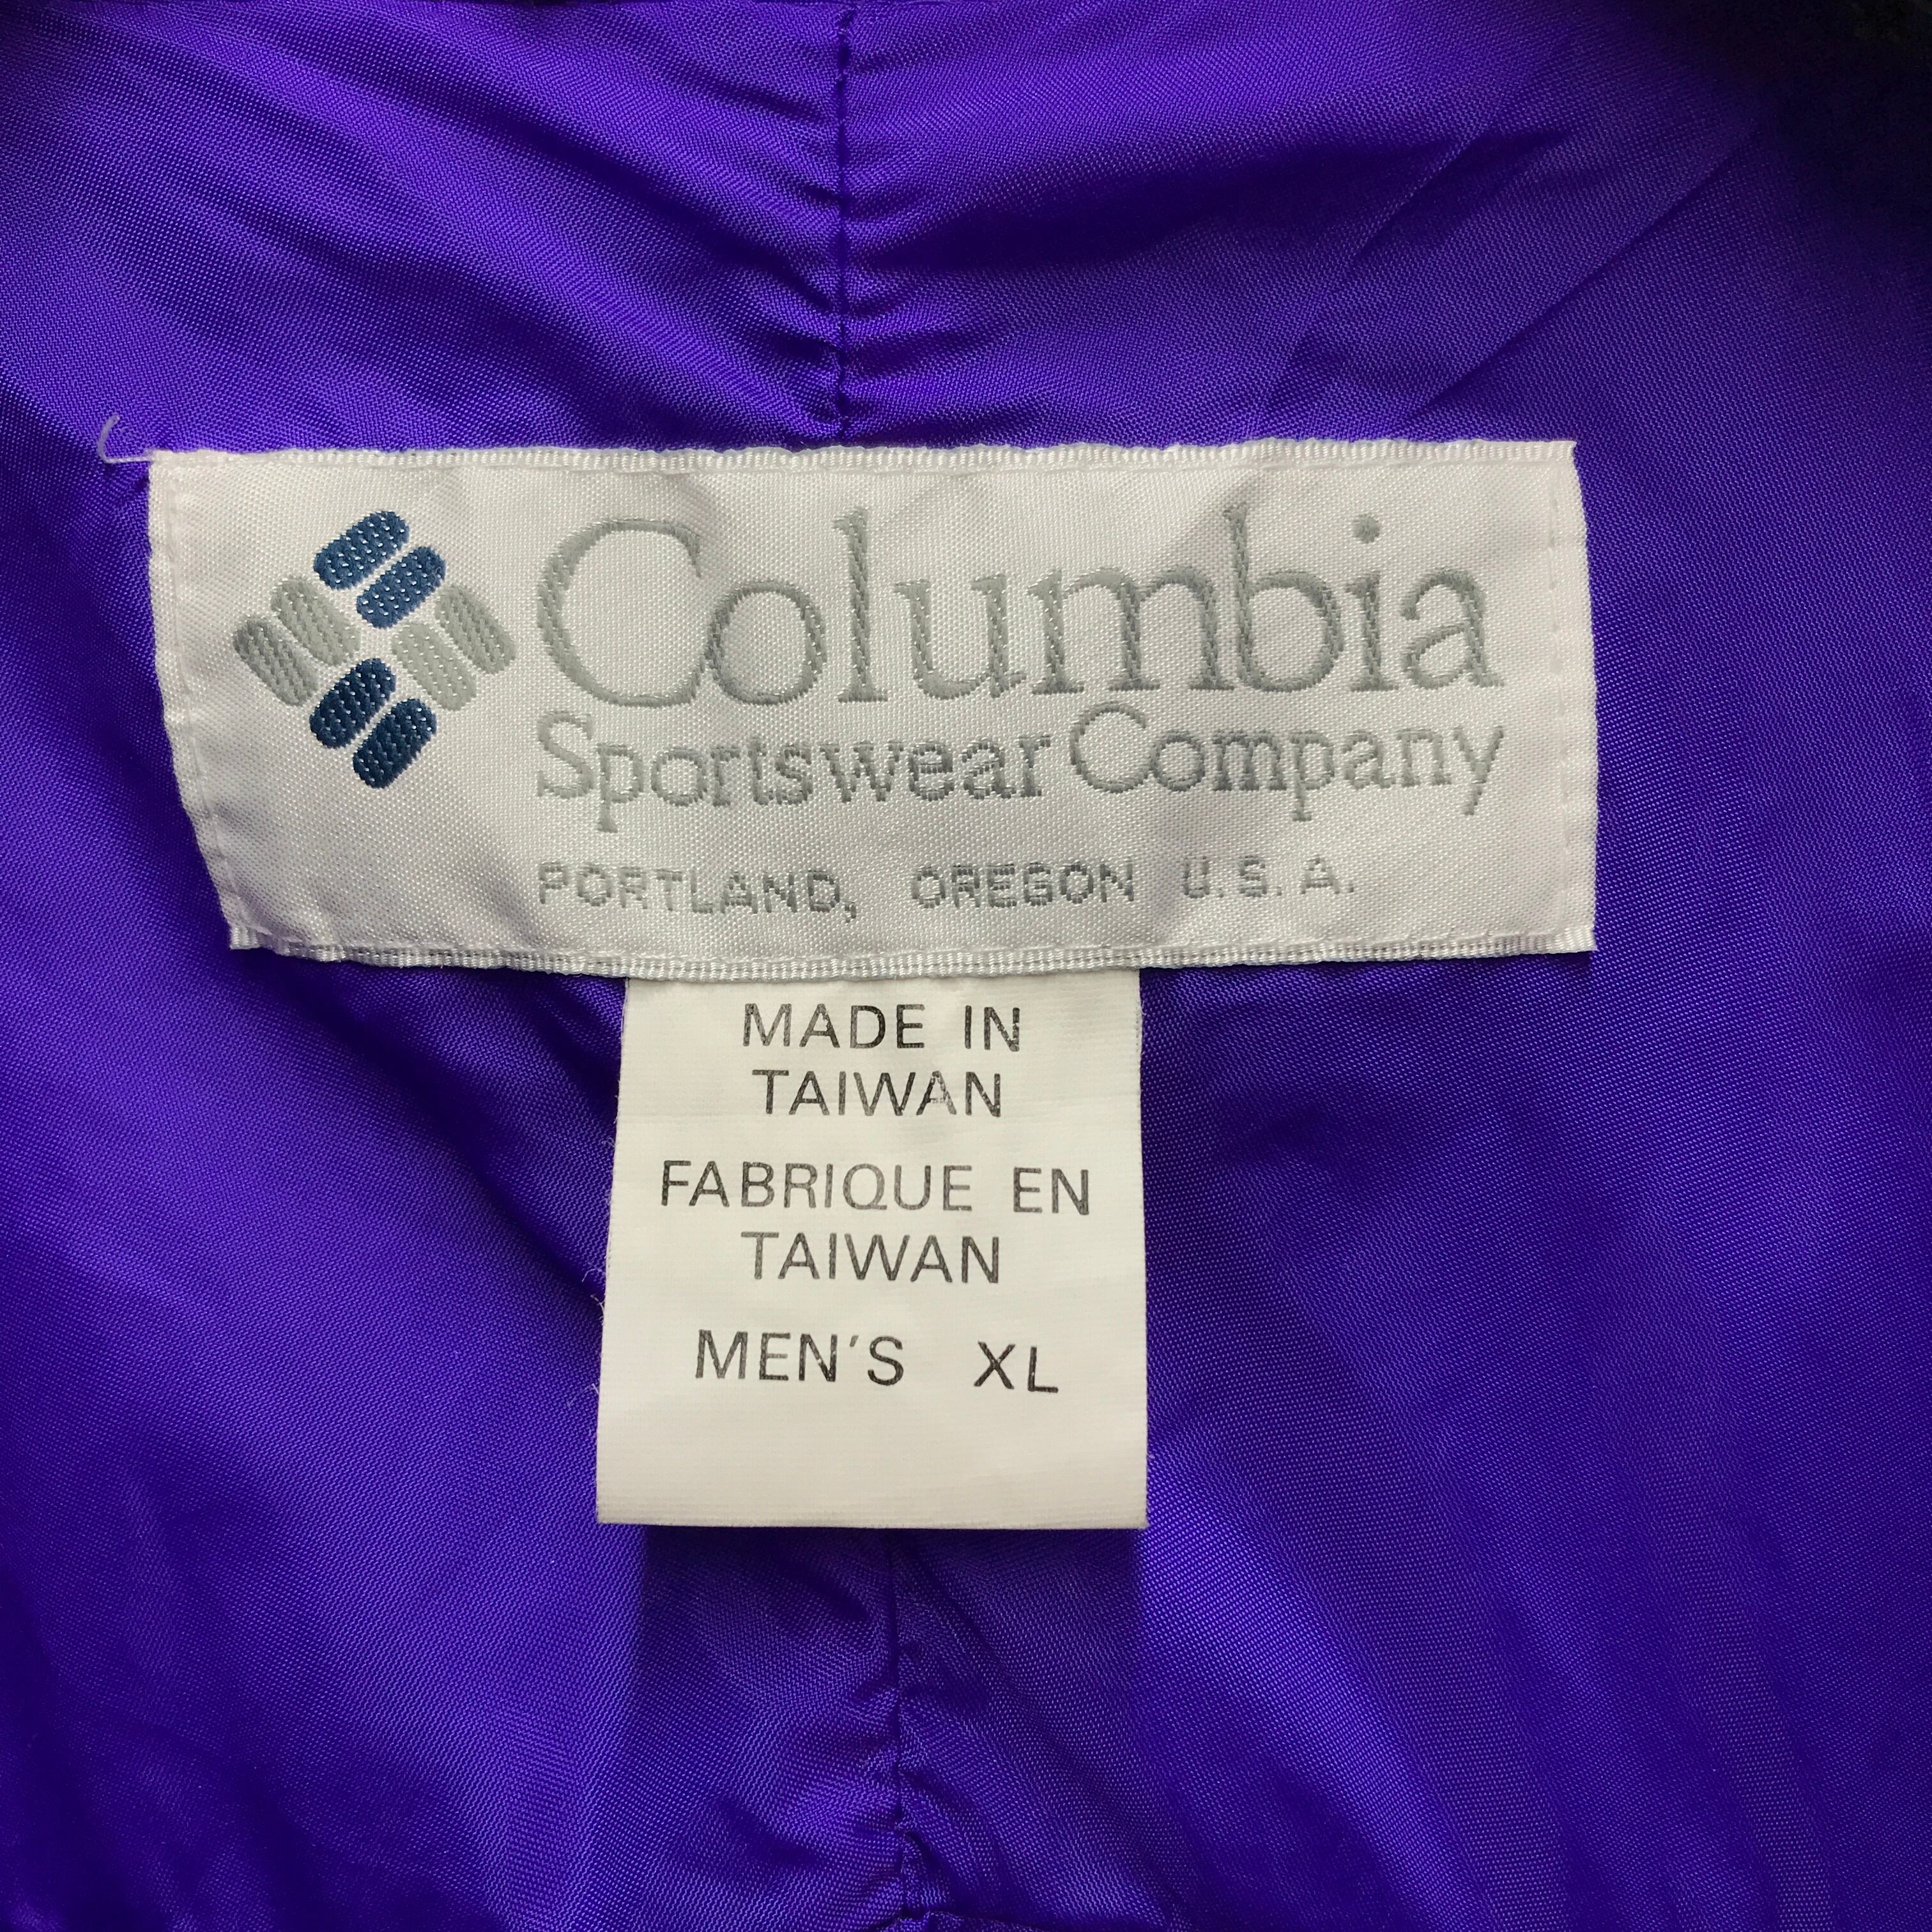 Columbia
Sportswear Company
PORTLAND, OREGON U.S.A.
MADE IN
TAIWAN
FABRIQUE EN
TAIWAN
MEN'S XL